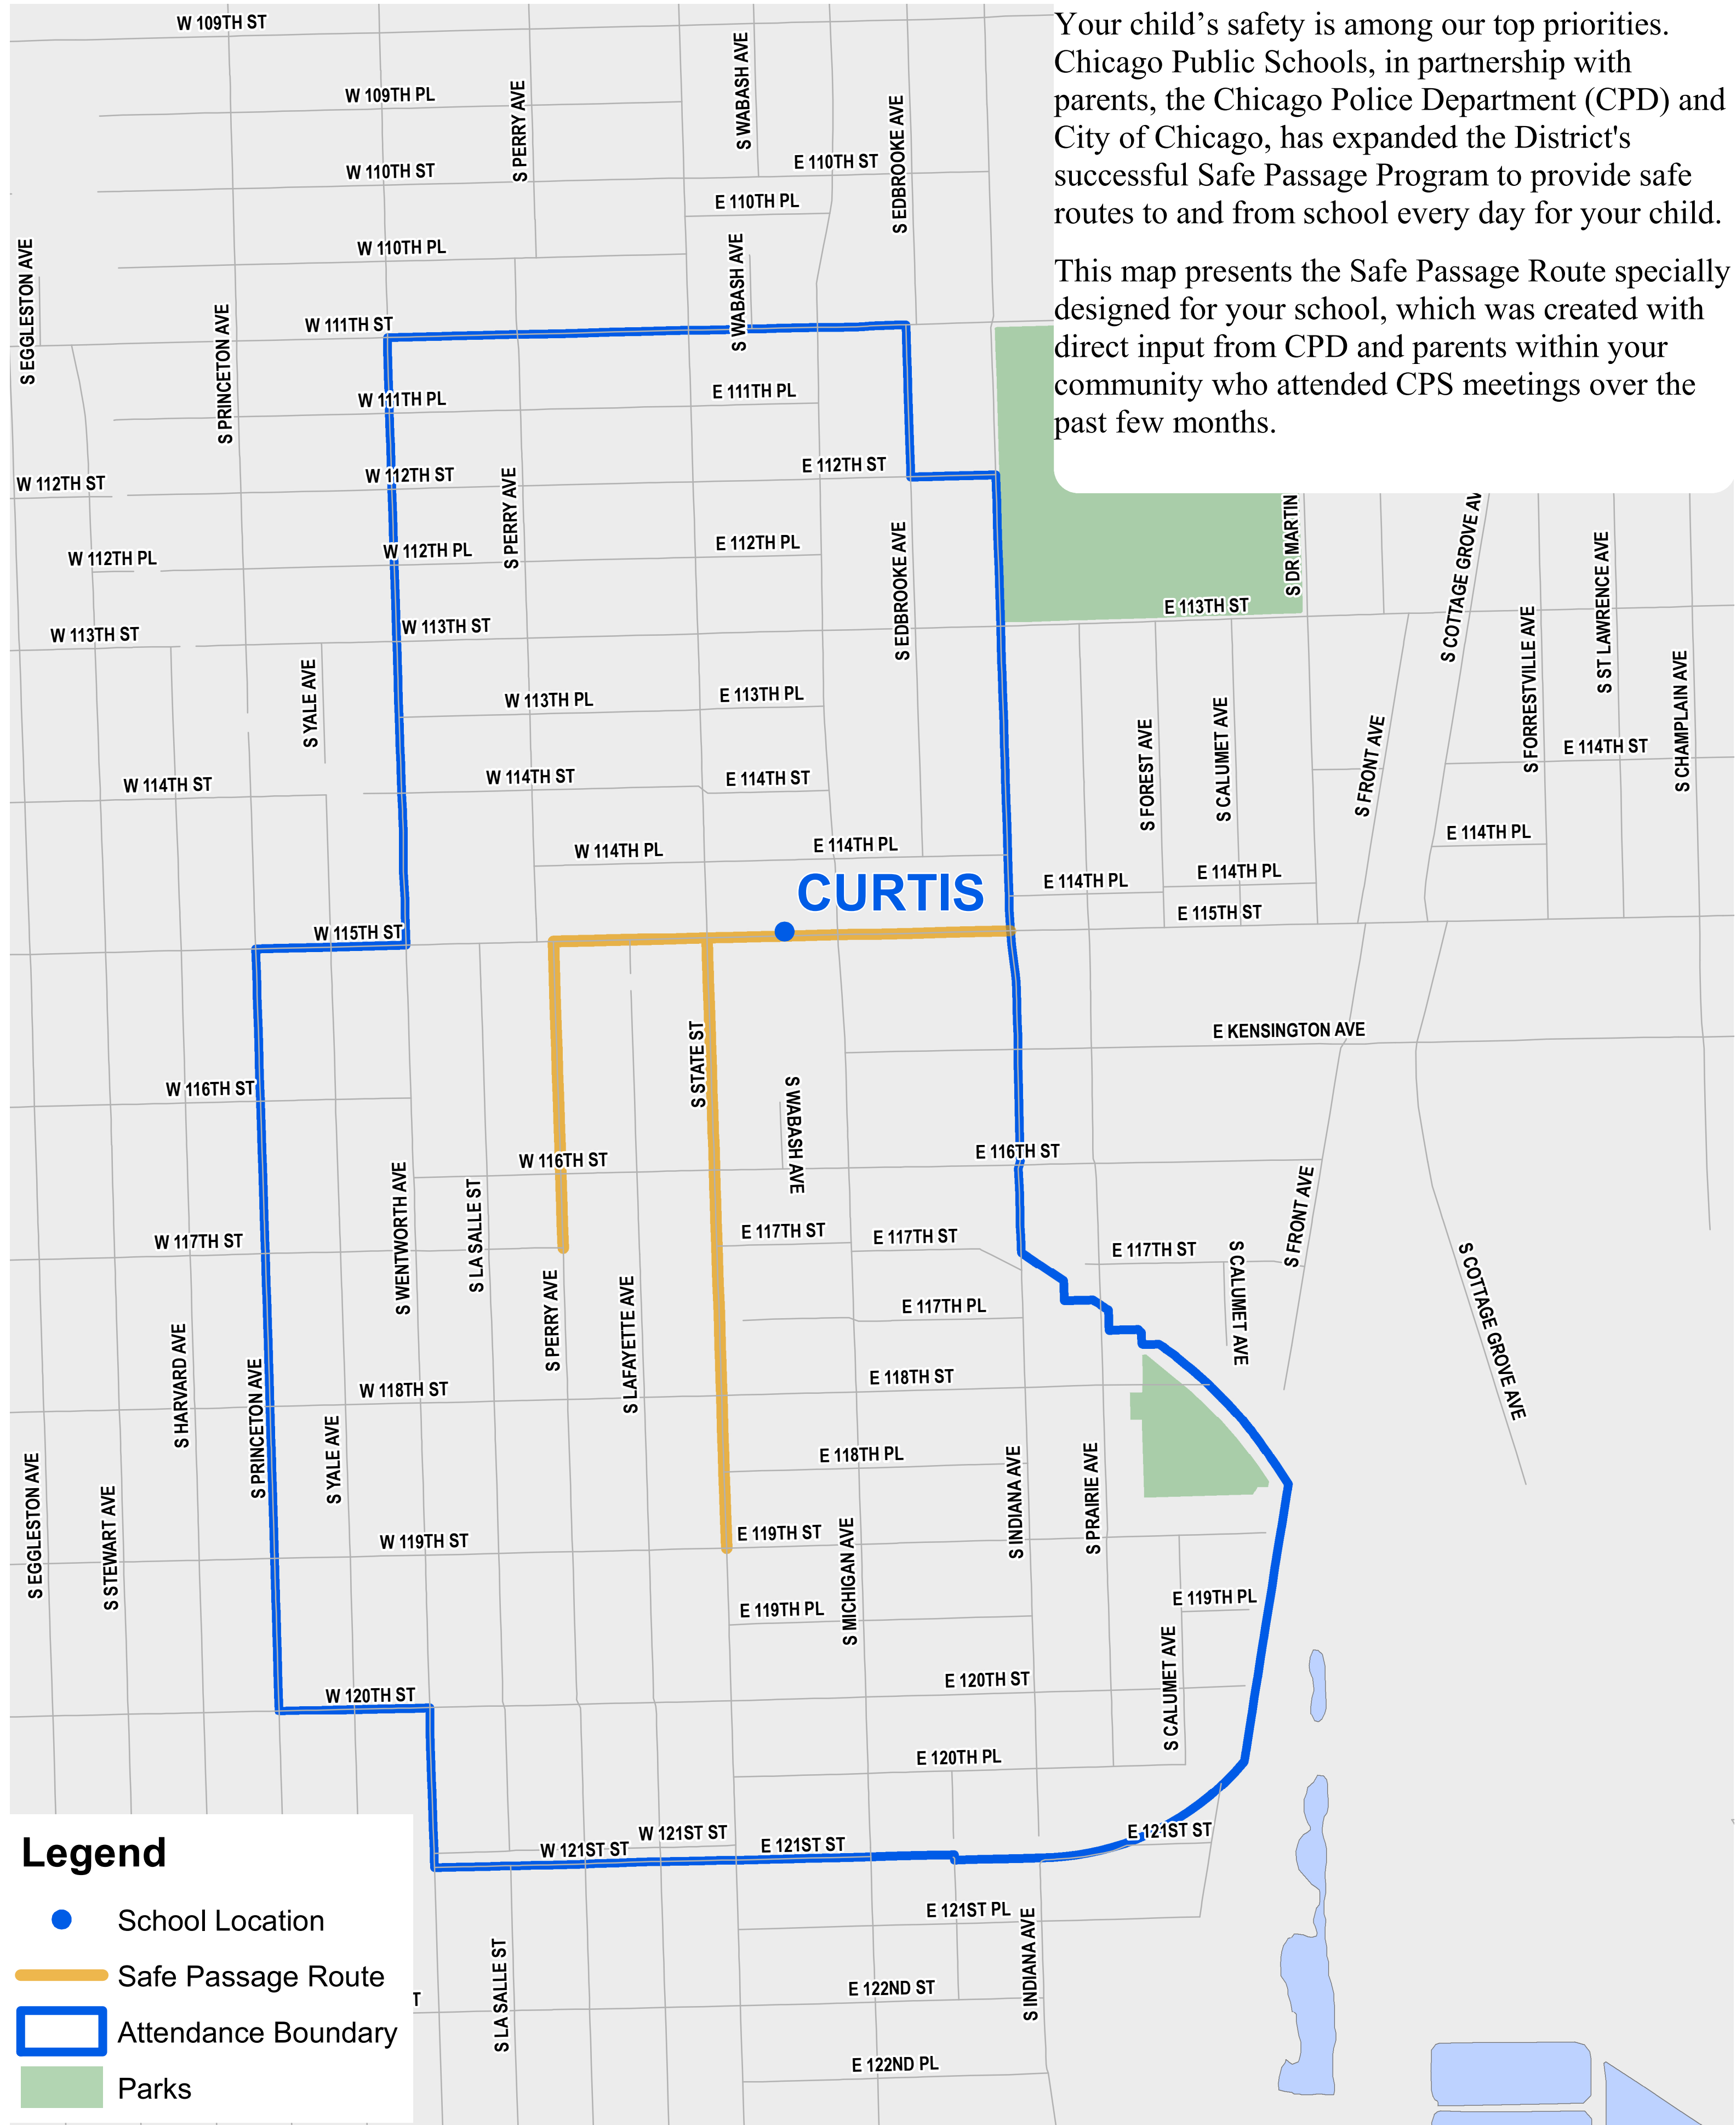 Your child’s safety is among our top priorities.
Chicago Public Schools, in partnership with
parents, the Chicago Police Department (CPD) and
City of Chicago, has expanded the District's
successful Safe Passage Program to provide safe
routes to and from school every day for your child.
This map presents the Safe Passage Route specially
designed for your school, which was created with
direct input from CPD and parents within your
community who attended CPS meetings over the
past few months.
W 109TH ST
S WABASH AVE
W 109TH PL
S PERRY AVE
S EDBROOKE AVE
E 110TH ST
W 110TH ST
E 110TH PL
W 110TH PL
S WABASH AVE
S EGGLESTON AVE
S PRINCETON AVE
W 111TH ST
E 111TH PL
W 111TH PL
E 112TH ST
W 112TH ST
W 112TH ST
S PERRY AVE
S EDBROOKE AVE
S DR MARTIN
S COTTAGE GROVE AV
E 112TH PL
W 112TH PL
W 112TH PL
S ST LAWRENCE AVE
E 113TH ST
W 113TH ST
W 113TH ST
S FORRESTVILLE AVE
S CHAMPLAIN AVE
S YALE AVE
E 113TH PL
W 113TH PL
S FOREST AVE
S CALUMET AVE
S FRONT AVE
E 114TH ST
W 114TH ST
W 114TH ST
E 114TH ST
E 114TH PL
W 114TH PL
E 114TH PL
E 114TH PL
E 114TH PL
CURTIS
E 115TH ST
W 115TH ST
E KENSINGTON AVE
S STATE ST
W 116TH ST
S WABASH AVE
E 116TH ST
W 116TH ST
S WENTWORTH AVE
S LA SALLE ST
S FRONT AVE
E 117TH ST
E 117TH ST
W 117TH ST
E 117TH ST
S CALUMET AVE
S COTTAGE GROVE AVE
E 117TH PL
S PERRY AVE
S LAFAYETTE AVE
S HARVARD AVE
S PRINCETON AVE
E 118TH ST
W 118TH ST
S YALE AVE
E 118TH PL
S INDIANA AVE
S PRAIRIE AVE
S EGGLESTON AVE
S STEWART AVE
E 119TH ST
W 119TH ST
S MICHIGAN AVE
E 119TH PL
E 119TH PL
S CALUMET AVE
E 120TH ST
W 120TH ST
E 120TH PL
W 121ST ST
E 121ST ST
W 121ST ST
E 121ST ST
E 121ST PL
S LA SALLE ST
S INDIANA AVE
E 122ND ST
T
E 122ND PL
Legend
School Location
Safe Passage Route
Attendance Boundary
Parks